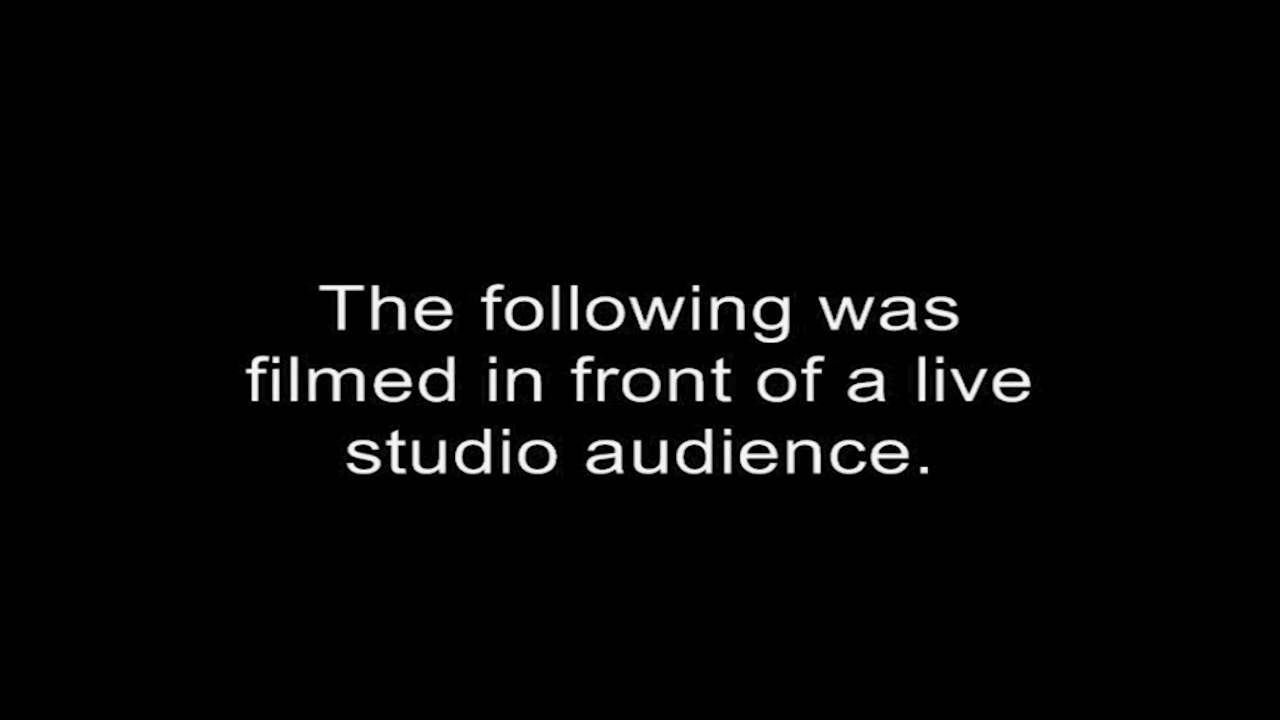 The following was
filmed in front of a live
studio audience.